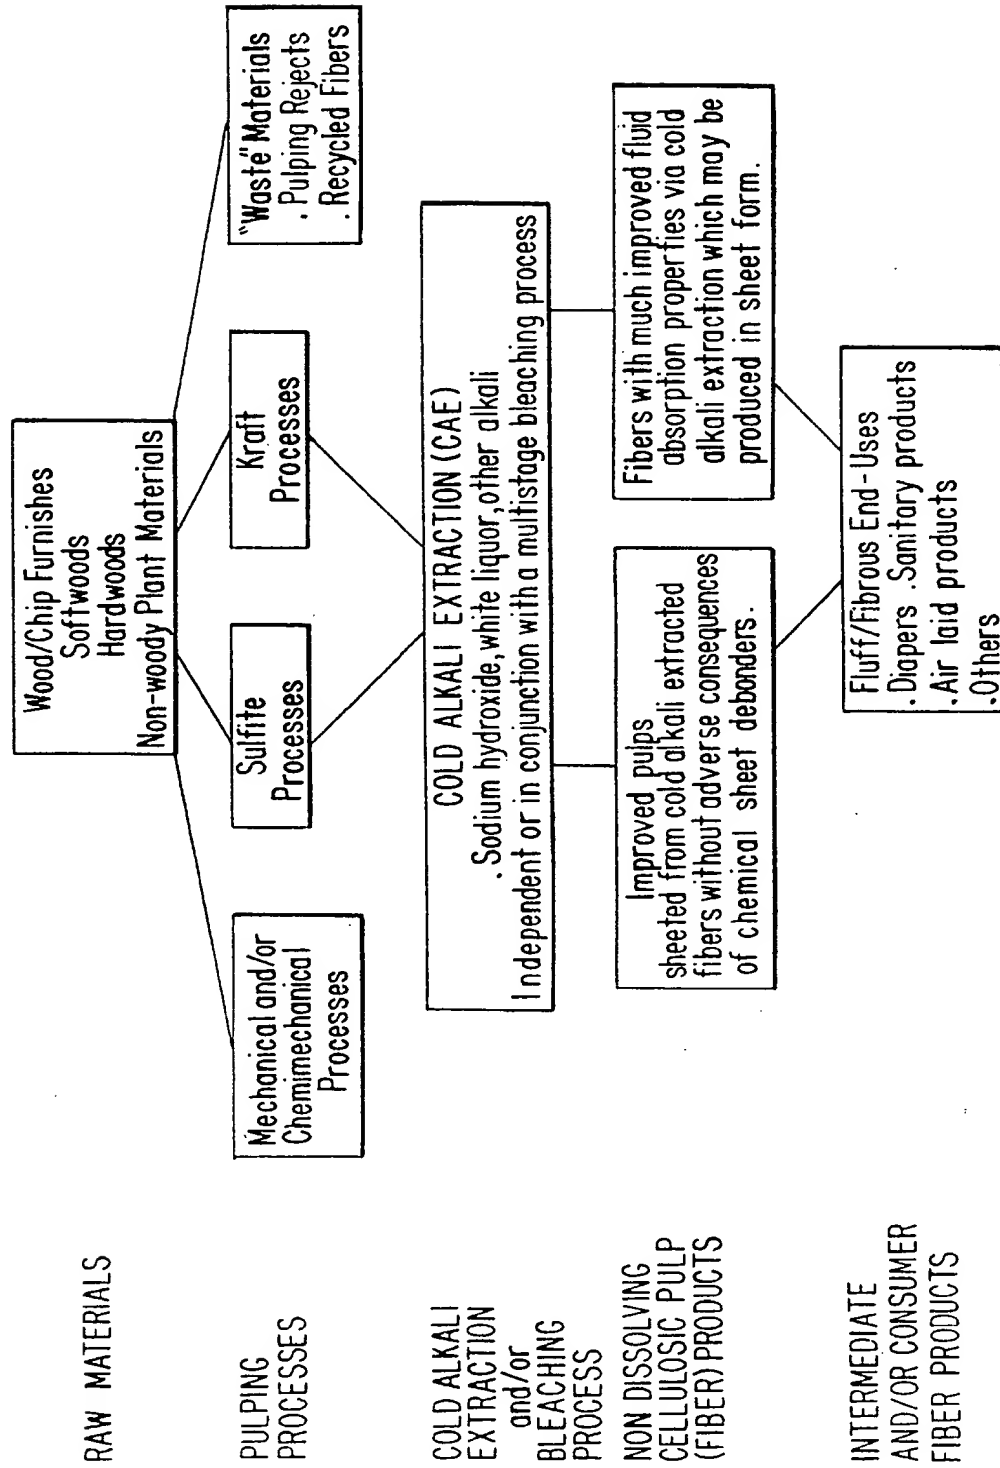 RAW MATERIALS
Wood/Chip Furnishes
Softwoods
Hardwoods
Non-woody Plant Materials
PULPING
PROCESSES
Mechanical and/or
Chemimechanical
Processes
Sulfite
Processes
Kraft
Processes
"Waste" Materials
. Pulping Rejects
. Recycled Fibers
COLD ALKALI
EXTRACTION
and/or
BLEACHING
PROCESS
COLD ALKALI EXTRACTION (CAE)
. Sodium hydroxide, white liquor, other alkali
Independent or in conjunction with a multistage bleaching process
NON DISSOLVING
CELLULOSIC PULP
(FIBER) PRODUCTS
Improved pulps
sheeted from cold alkali extracted
fibers without adverse consequences
of chemical sheet debonders.
Fibers with much improved fluid
absorption properties via cold
alkali extraction which may be
produced in sheet form.
INTERMEDIATE
AND/OR CONSUMER
FIBER PRODUCTS
Fluff/Fibrous End-Uses
. Diapers . Sanitary products
. Air laid products
. Others